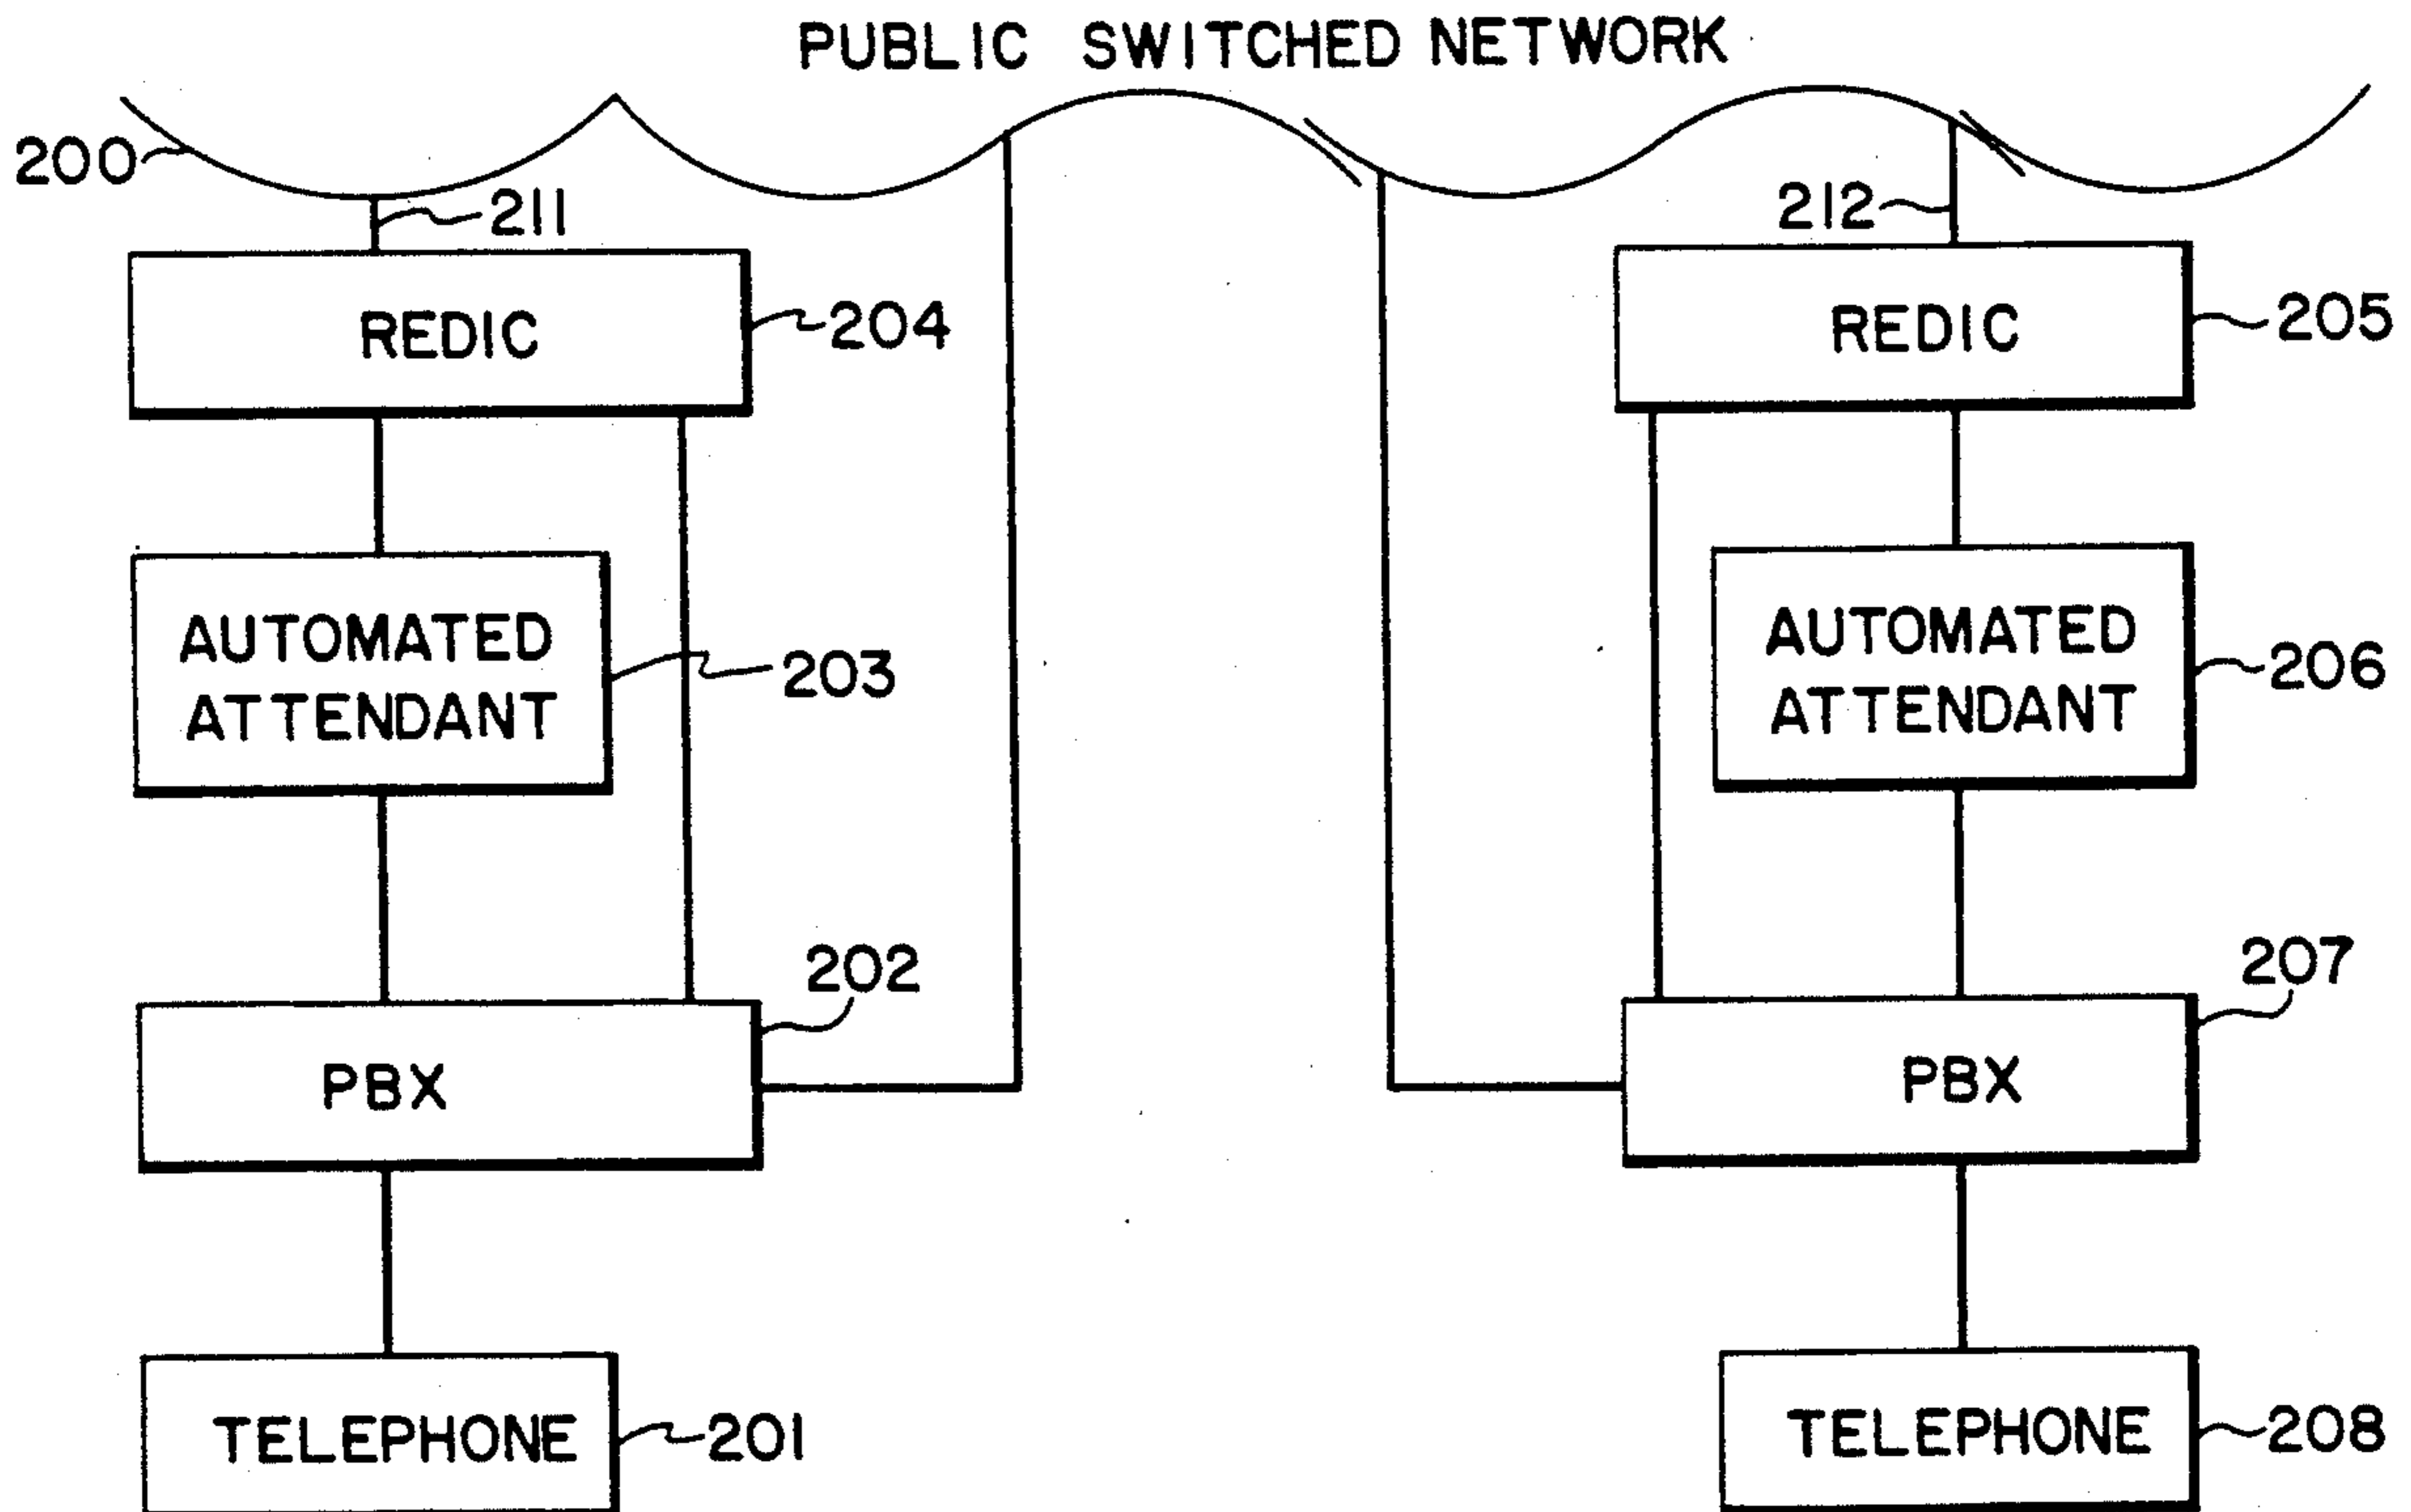 PUBLIC SWITCHED NETWORK
200
211
212
REDIC
204
REDIC
205
AUTOMATED
ATTENDANT
203
AUTOMATED
ATTENDANT
206
202
207
PBX
PBX
TELEPHONE
201
TELEPHONE
208